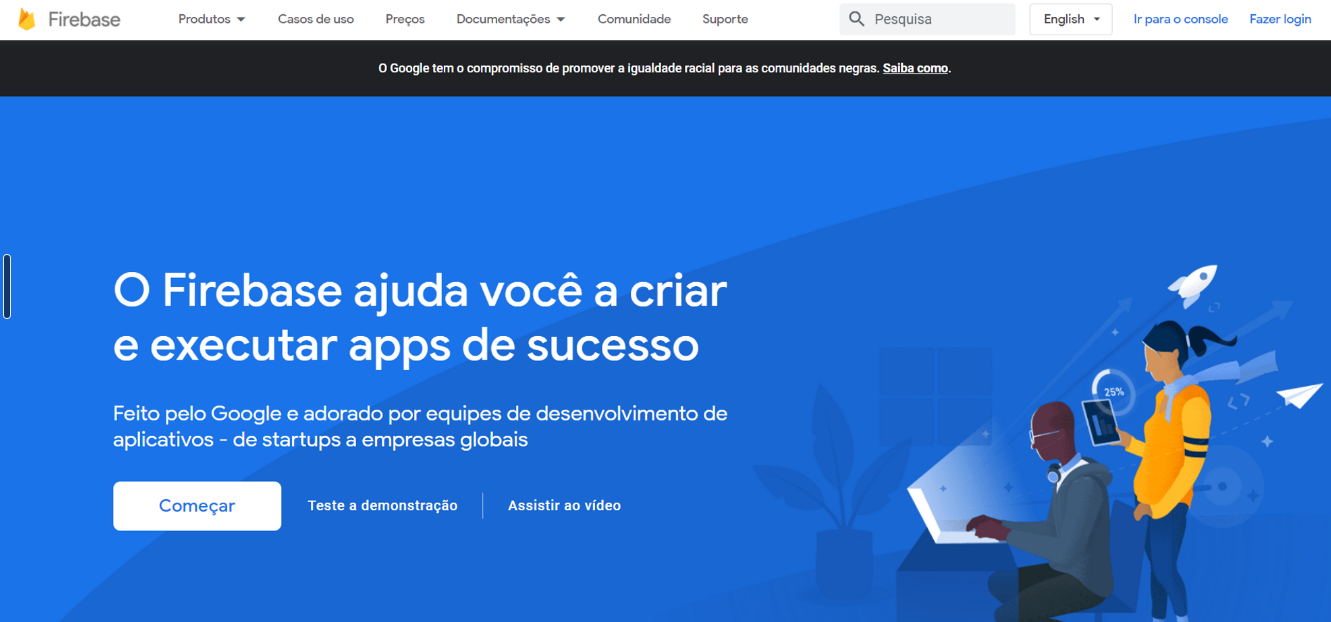 Firebase Produtos Casos de uso Preços Documentações Comunidade Suporte Pesquisa English Ir para o console Fazer login
O Google tem o compromisso de promover a igualdade racial para as comunidades negras. Saiba como.
O Firebase ajuda você a criar
e executar apps de sucesso
Feito pelo Google e adorado por equipes de desenvolvimento de
aplicativos - de startups a empresas globais
Começar Teste a demonstração Assistir ao vídeo
25%